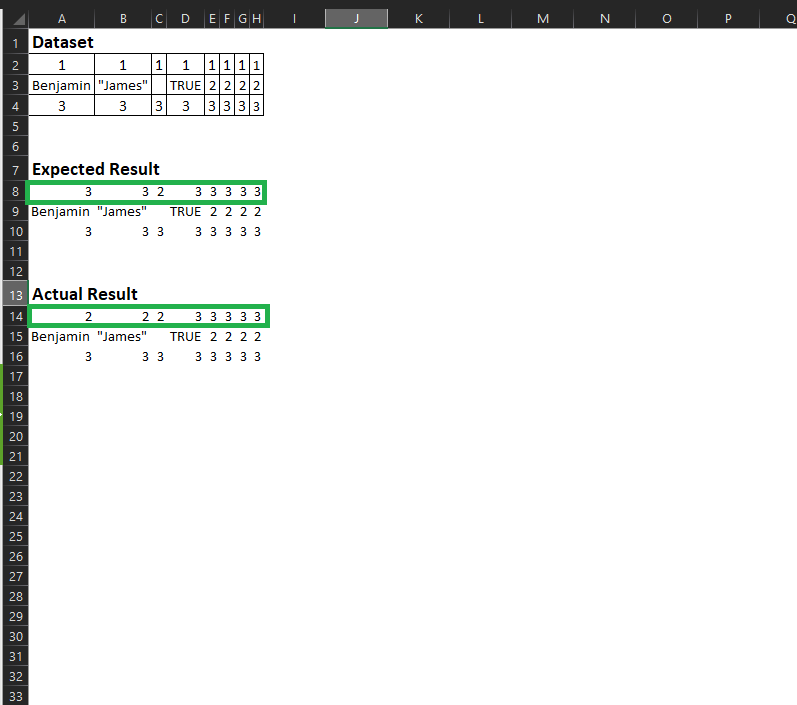 A B C D E F G H I J K L M N O P Q
1 Dataset
2 1 1 1 1 1 1 1 1
3 Benjamin "James" TRUE 2 2 2 2
4 3 3 3 3 3 3 3 3
5
6
7 Expected Result
8 3 3 2 3 3 3 3 3
9 Benjamin "James" TRUE 2 2 2 2
10 3 3 3 3 3 3 3 3
11
12
13 Actual Result
14 2 2 2 3 3 3 3 3
15 Benjamin "James" TRUE 2 2 2 2
16 3 3 3 3 3 3 3 3
17
18
19
20
21
22
23
24
25
26
27
28
29
30
31
32
33